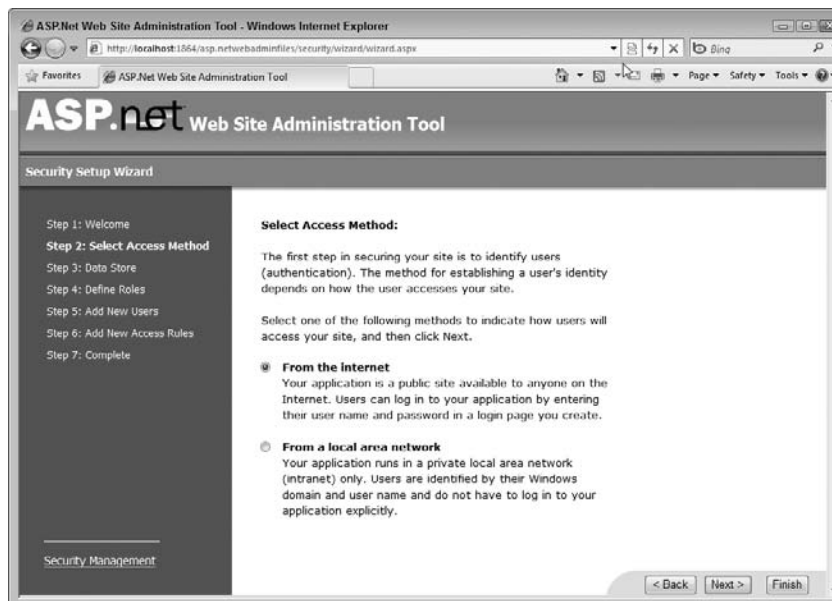 ASP.Net Web Site Administration Tool - Windows Internet Explorer
http://localhost:1864/asp.netwebadminfiles/security/wizard/wizard.aspx
Bing
Favorites
ASP.Net Web Site Administration Tool
Page
Safety
Tools
ASP.net Web Site Administration Tool
Security Setup Wizard
Step 1: Welcome
Step 2: Select Access Method
Step 3: Data Store
Step 4: Define Roles
Step 5: Add New Users
Step 6: Add New Access Rules
Step 7: Complete
Security Management
Select Access Method:
The first step in securing your site is to identify users
(authentication). The method for establishing a user's identity
depends on how the user accesses your site.
Select one of the following methods to indicate how users will
access your site, and then click Next.
From the internet
Your application is a public site available to anyone on the
Internet. Users can log in to your application by entering
their user name and password in a login page you create.
From a local area network
Your application runs in a private local area network
(intranet) only. Users are identified by their Windows
domain and user name and do not have to log in to your
application explicitly.
< Back
Next >
Finish